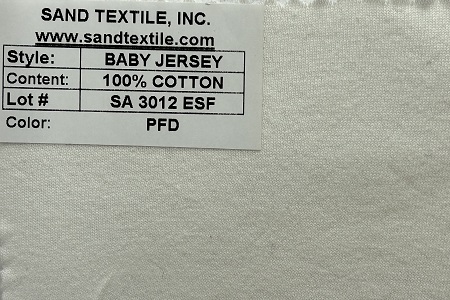 SAND TEXTILE, INC.
www.sandtextile.com
Style: BABY JERSEY
Content: 100% COTTON
Lot # SA 3012 ESF
Color: PFD